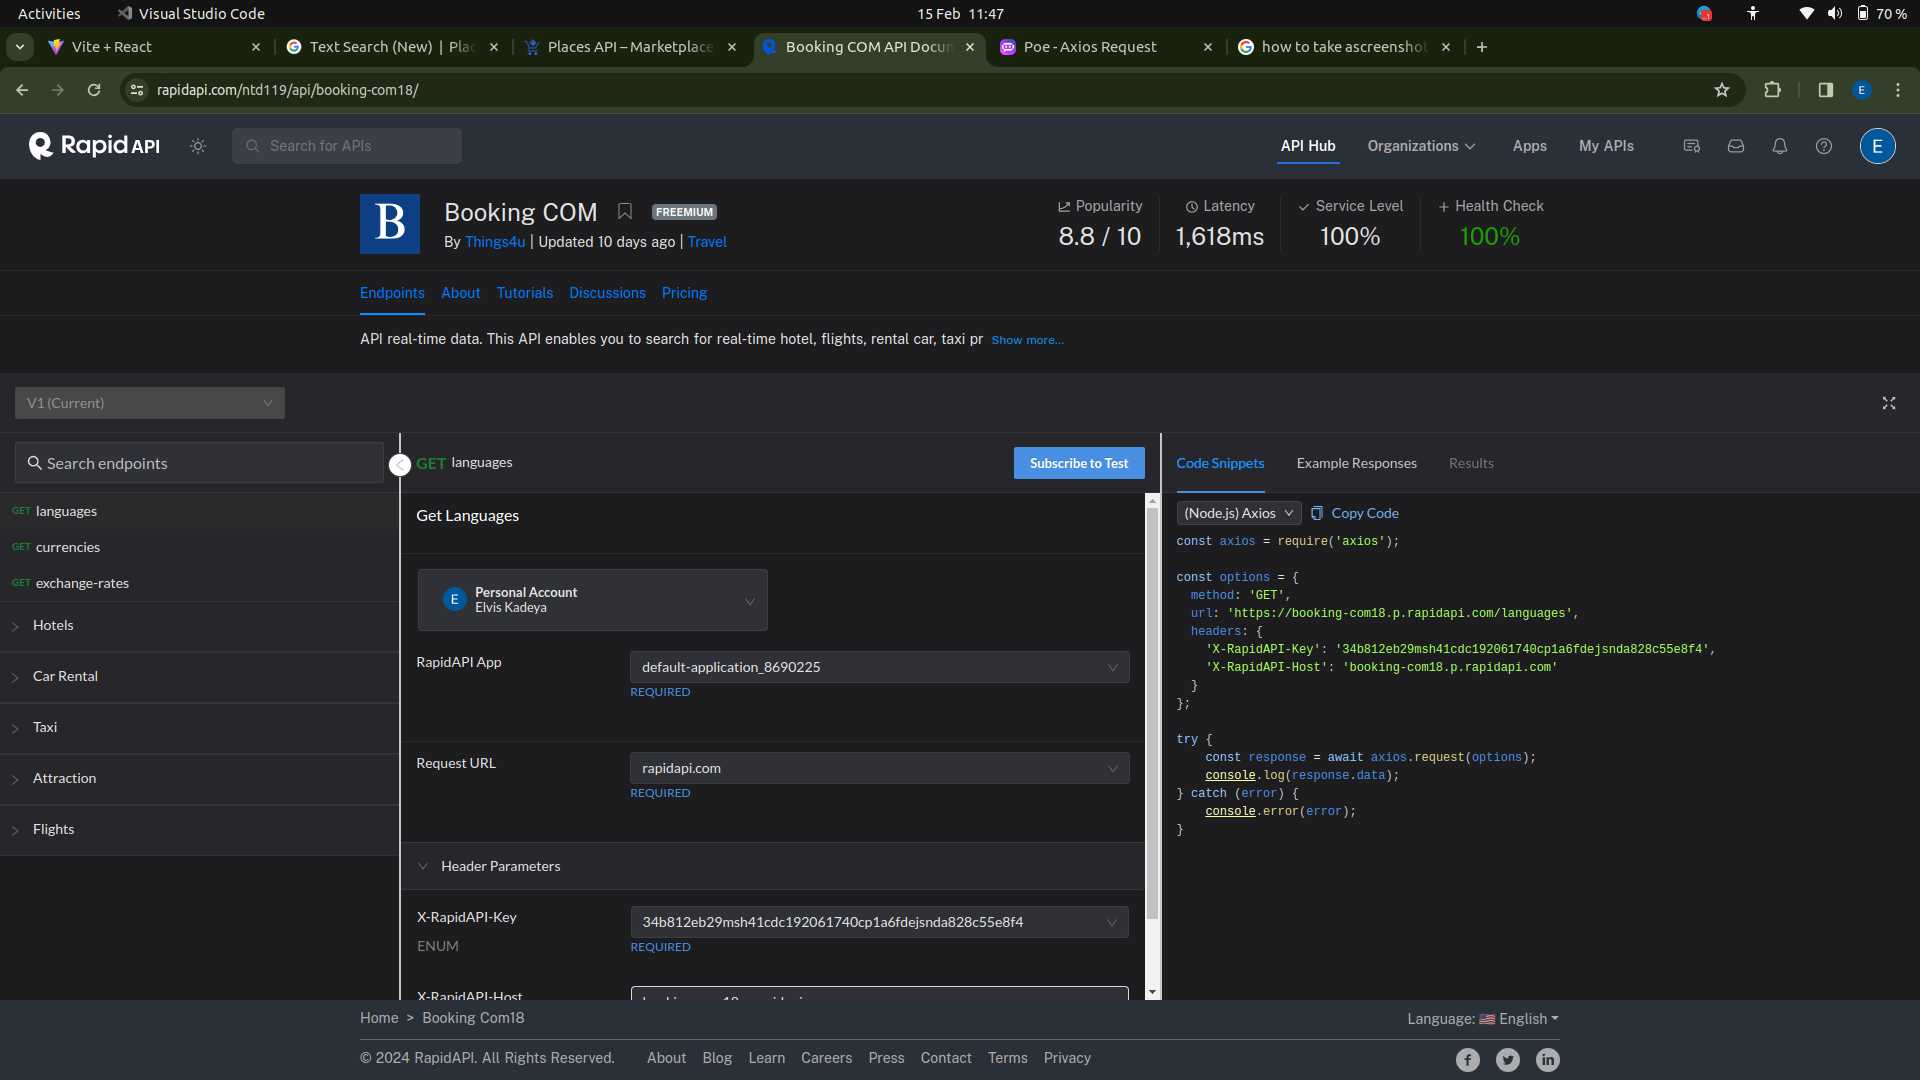 Activities Visual Studio Code 15 Feb 11:47 70 %
Vite + React Text Search (New) | Plac Places API – Marketplace Booking COM API Docum Poe - Axios Request how to take ascreenshot
rapidapi.com/ntd119/api/booking-com18/ E
Rapid API Search for APIs API Hub Organizations Apps My APIs E
B Booking COM FREEMIUM
By Things4u | Updated 10 days ago | Travel
Popularity Latency Service Level Health Check
8.8 / 10 1,618ms 100% 100%
Endpoints About Tutorials Discussions Pricing
API real-time data. This API enables you to search for real-time hotel, flights, rental car, taxi pr Show more...
V1 (Current)
Search endpoints
GET languages
GET currencies
GET exchange-rates
Hotels
Car Rental
Taxi
Attraction
Flights
GET languages Subscribe to Test
Get Languages
E Personal Account
Elvis Kadeya
RapidAPI App default-application_8690225
REQUIRED
Request URL rapidapi.com
REQUIRED
Header Parameters
X-RapidAPI-Key 34b812eb29msh41cdc192061740cp1a6fdejsnda828c55e8f4
ENUM REQUIRED
X-RapidAPI-Host
Code Snippets Example Responses Results
(Node.js) Axios Copy Code
const axios = require('axios');
const options = {
method: 'GET',
url: 'https://booking-com18.p.rapidapi.com/languages',
headers: {
'X-RapidAPI-Key': '34b812eb29msh41cdc192061740cp1a6fdejsnda828c55e8f4',
'X-RapidAPI-Host': 'booking-com18.p.rapidapi.com'
}
};
try {
const response = await axios.request(options);
console.log(response.data);
} catch (error) {
console.error(error);
}
Home > Booking Com18 Language: English
© 2024 RapidAPI. All Rights Reserved. About Blog Learn Careers Press Contact Terms Privacy